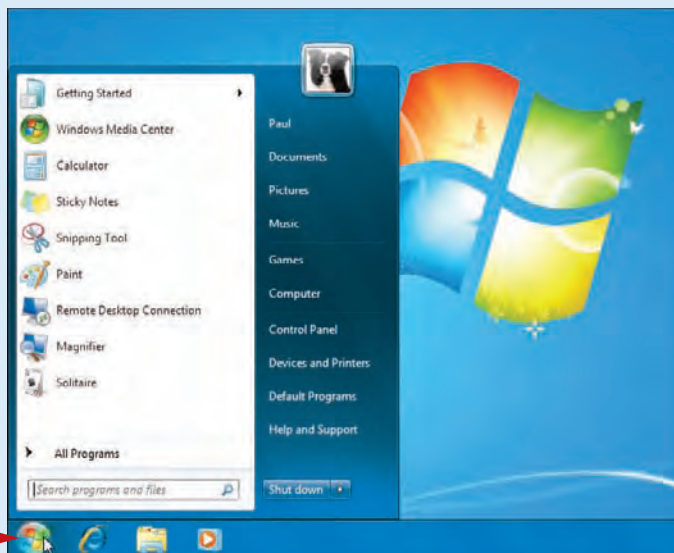 Getting Started
Windows Media Center
Calculator
Sticky Notes
Snipping Tool
Paint
Remote Desktop Connection
Magnifier
Solitaire
All Programs
Search programs and files
Paul
Documents
Pictures
Music
Games
Computer
Control Panel
Devices and Printers
Default Programs
Help and Support
Shut down